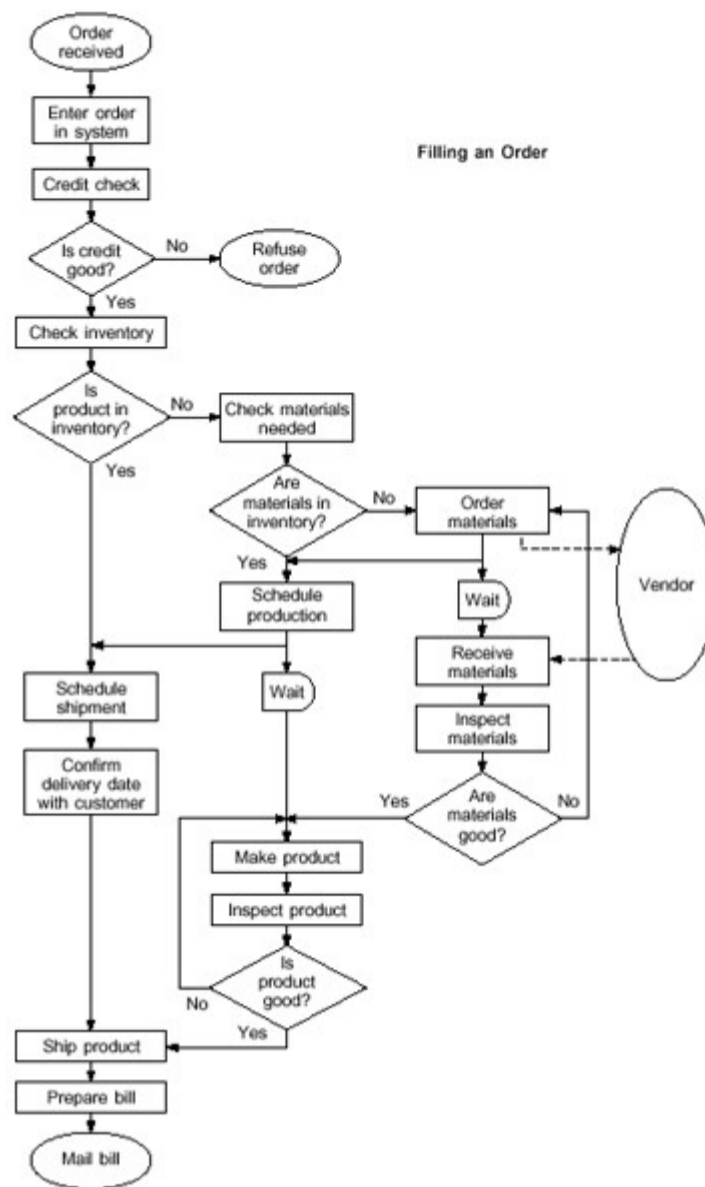 Order
received
Enter order
in system
Filling an Order
Credit check
Is credit
good?
No
Refuse
order
Yes
Check inventory
Is
product in
inventory?
No
Check materials
needed
Yes
Are
materials in
inventory?
No
Order
materials
Vendor
Yes
Schedule
production
Wait
Receive
materials
Schedule
shipment
Wait
Inspect
materials
Confirm
delivery date
with customer
Yes
Are
materials
good?
No
Make product
Inspect product
Is
product
good?
No
Yes
Ship product
Prepare bill
Mail bill